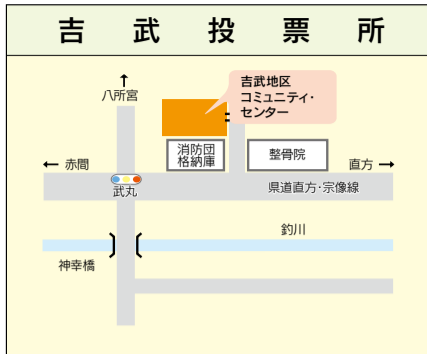 吉武投票所
↑
八所宮
吉武地区
コミュニティ・
センター
← 赤間
消防団
格納庫
整骨院
直方 →
武丸
県道直方・宗像線
釣川
神幸橋